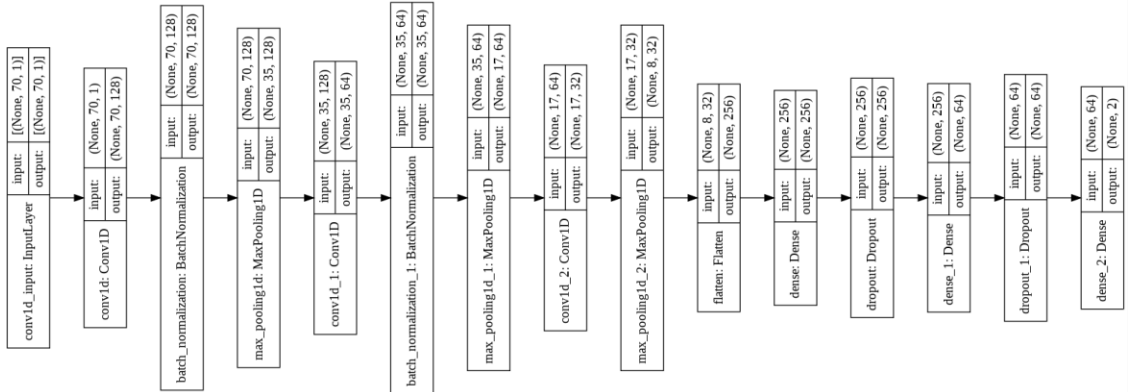 conv1d_input: InputLayer
input: [(None, 70, 1)]
output: [(None, 70, 1)]
conv1d: Conv1D
input: (None, 70, 1)
output: (None, 70, 128)
batch_normalization: BatchNormalization
input: (None, 70, 128)
output: (None, 70, 128)
max_pooling1d: MaxPooling1D
input: (None, 70, 128)
output: (None, 35, 128)
conv1d_1: Conv1D
input: (None, 35, 128)
output: (None, 35, 64)
batch_normalization_1: BatchNormalization
input: (None, 35, 64)
output: (None, 35, 64)
max_pooling1d_1: MaxPooling1D
input: (None, 35, 64)
output: (None, 17, 64)
conv1d_2: Conv1D
input: (None, 17, 64)
output: (None, 17, 32)
max_pooling1d_2: MaxPooling1D
input: (None, 17, 32)
output: (None, 8, 32)
flatten: Flatten
input: (None, 8, 32)
output: (None, 256)
dense: Dense
input: (None, 256)
output: (None, 256)
dropout: Dropout
input: (None, 256)
output: (None, 256)
dense_1: Dense
input: (None, 256)
output: (None, 64)
dropout_1: Dropout
input: (None, 64)
output: (None, 64)
dense_2: Dense
input: (None, 64)
output: (None, 2)